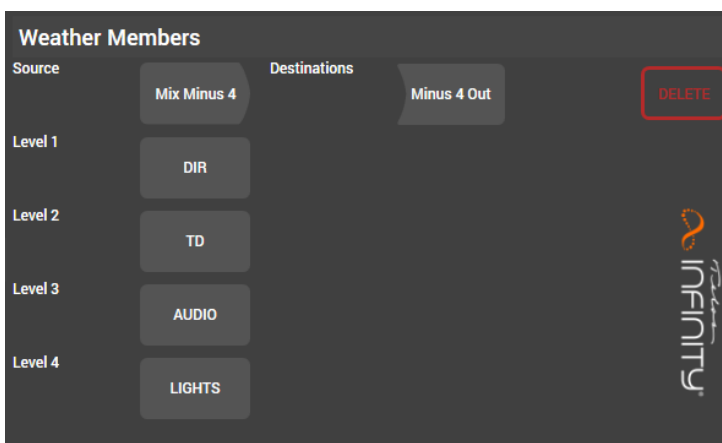 Weather Members
Source
Mix Minus 4
Destinations
Minus 4 Out
DELETE
Level 1
DIR
Level 2
TD
Level 3
AUDIO
Level 4
LIGHTS
Telos
INFINITY®